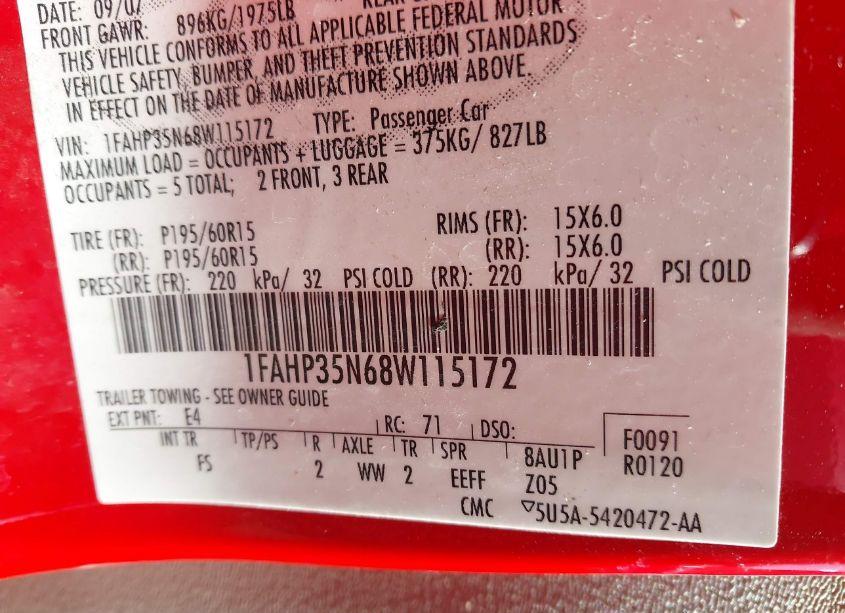 DATE: 09/07
FRONT GAWR: 896KG/1975LB
THIS VEHICLE CONFORMS TO ALL APPLICABLE FEDERAL MOTOR
VEHICLE SAFETY, BUMPER, AND THEFT PREVENTION STANDARDS
IN EFFECT ON THE DATE OF MANUFACTURE SHOWN ABOVE.
VIN: 1FAHP35N68W115172 TYPE: Passenger Car
MAXIMUM LOAD = OCCUPANTS + LUGGAGE = 375KG/ 827LB
OCCUPANTS = 5 TOTAL; 2 FRONT, 3 REAR
TIRE (FR): P195/60R15 RIMS (FR): 15X6.0
(RR): P195/60R15 (RR): 15X6.0
PRESSURE (FR): 220 kPa/ 32 PSI COLD (RR): 220 kPa/ 32 PSI COLD
1FAHP35N68W115172
TRAILER TOWING - SEE OWNER GUIDE
EXT PNT: E4 RC: 71 DSO: F0091
INT TR TP/PS R AXLE TR SPR 8AU1P R0120
FS 2 WW 2 EEFF Z05
CMC ▽5U5A-5420472-AA